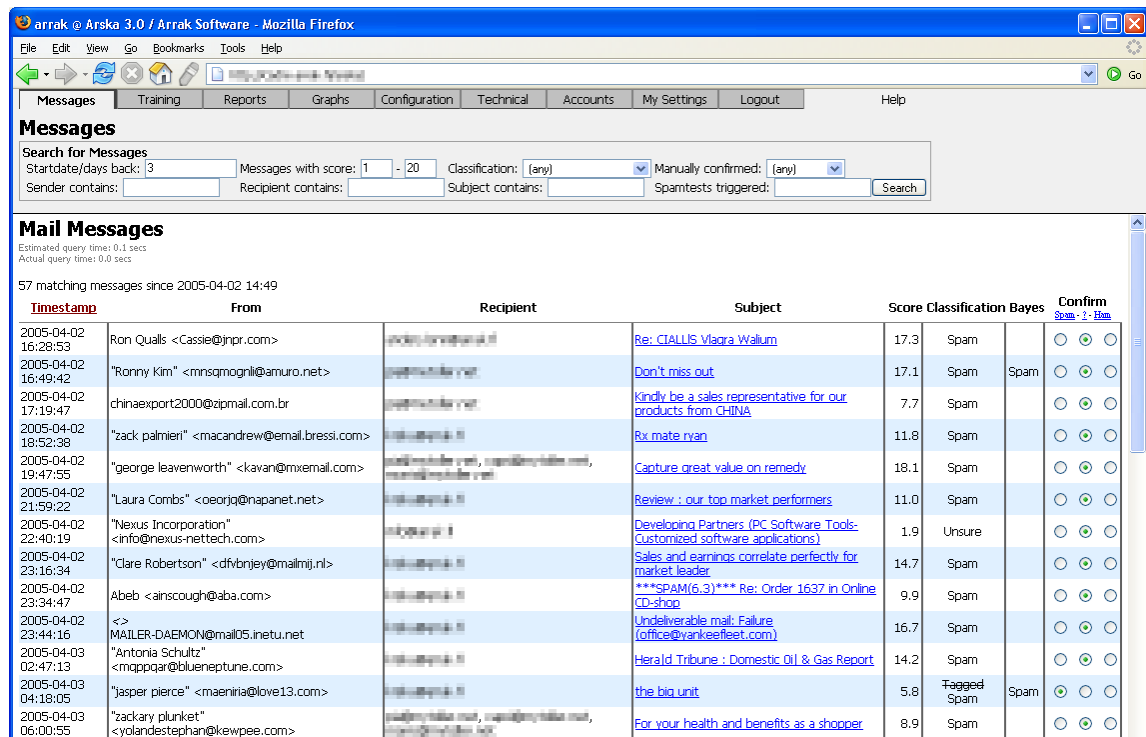 arrak @ Arska 3.0 / Arrak Software - Mozilla Firefox
File Edit View Go Bookmarks Tools Help
Go
Messages Training Reports Graphs Configuration Technical Accounts My Settings Logout Help
Messages
Search for Messages
Startdate/days back: 3 Messages with score: 1 - 20 Classification: (any) Manually confirmed: (any)
Sender contains: Recipient contains: Subject contains: Spamtests triggered: Search
Mail Messages
Estimated query time: 0.1 secs
Actual query time: 0.0 secs
57 matching messages since 2005-04-02 14:49
Timestamp From Recipient Subject Score Classification Bayes Confirm
Spam - ? - Ham
2005-04-02
16:28:53 Ron Qualls <Cassie@jnpr.com> Re: CIALLlS Vlagra Walium 17.3 Spam
2005-04-02
16:49:42 "Ronny Kim" <mnsqmognli@amuro.net> Don't miss out 17.1 Spam Spam
2005-04-02
17:19:47 chinaexport2000@zipmail.com.br Kindly be a sales representative for our
products from CHINA 7.7 Spam
2005-04-02
18:52:38 "zack palmieri" <macandrew@email.bressi.com> Rx mate ryan 11.8 Spam
2005-04-02
19:47:55 "george leavenworth" <kavan@mxemail.com> Capture great value on remedy 18.1 Spam
2005-04-02
21:59:22 "Laura Combs" <oeorjq@napanet.net> Review : our top market performers 11.0 Spam
2005-04-02 "Nexus Incorporation" Developing Partners (PC Software Tools-
22:40:19 <info@nexus-nettech.com> Customized software applications) 1.9 Unsure
2005-04-02
23:16:34 "Clare Robertson" <dfvbnjey@mailmij.nl> Sales and earnings correlate perfectly for
market leader 14.7 Spam
2005-04-02
23:34:47 Abeb <ainscough@aba.com> ***SPAM(6.3)*** Re: Order 1637 in Online
CD-shop 9.9 Spam
2005-04-02 <> Undeliverable mail: Failure
23:44:16 MAILER-DAEMON@mail05.inetu.net (office@yankeefleet.com) 16.7 Spam
2005-04-03 "Antonia Schultz"
02:47:13 <mqppqar@blueneptune.com> Hera|d Tribune : Domestic 0i| & Gas Report 14.2 Spam
2005-04-03
04:18:05 "jasper pierce" <maeniria@love13.com> the big unit 5.8 Tagged
Spam Spam
2005-04-03 "zackary plunket"
06:00:55 <yolandestephan@kewpee.com> For your health and benefits as a shopper 8.9 Spam